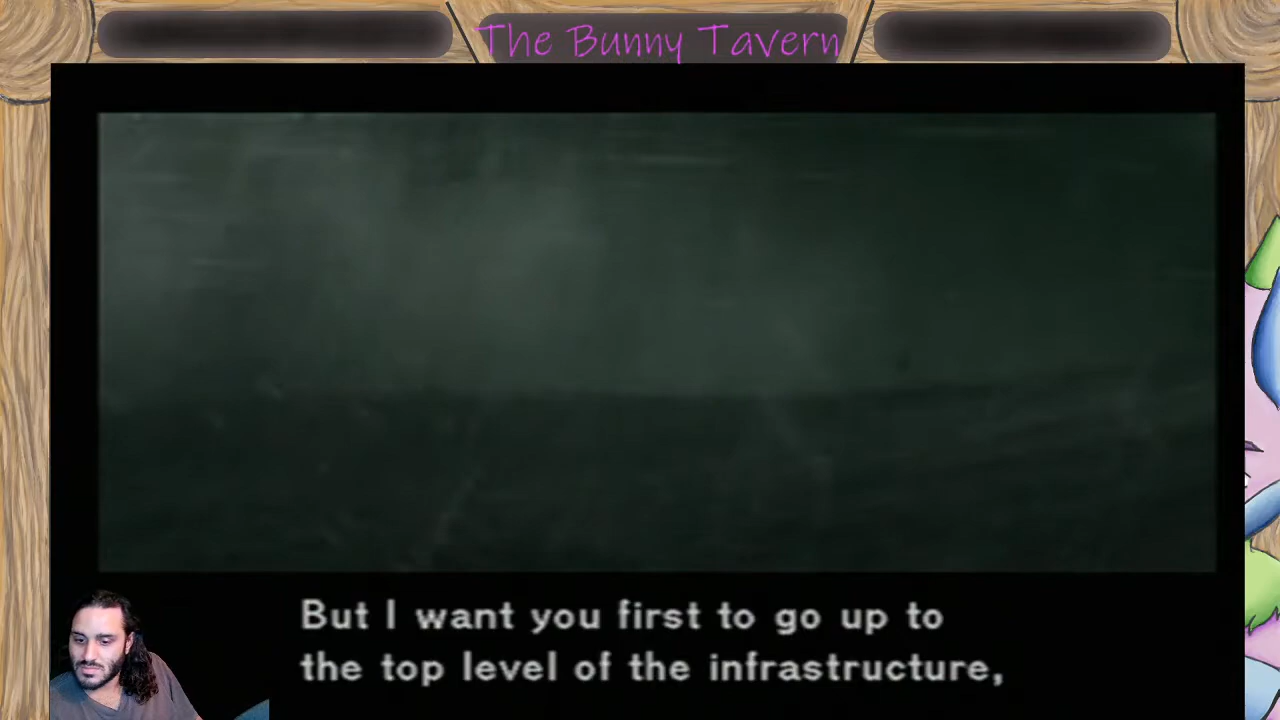 The Bunny Tavern
But I want you first to go up to
the top level of the infrastructure,